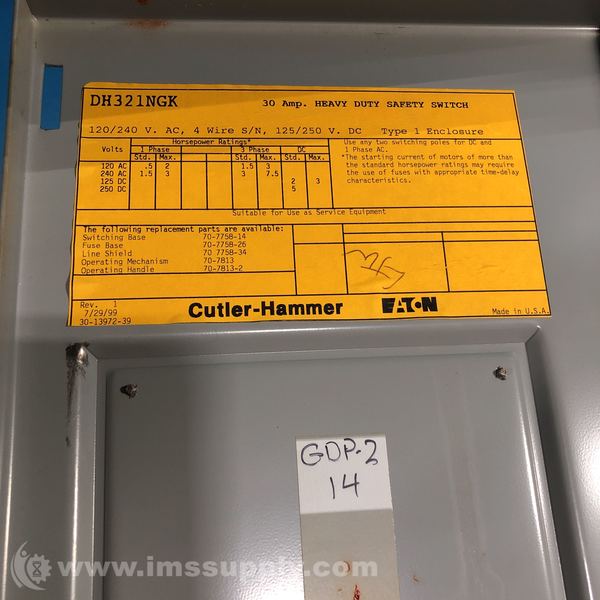 DH321NGK 30 Amp. HEAVY DUTY SAFETY SWITCH
120/240 V. AC, 4 Wire S/N, 125/250 V. DC Type 1 Enclosure
Horsepower Ratings*
Volts 1 Phase 3 Phase DC
Std. Max. Std. Max.
120 AC .5 2 1.5 3
240 AC 1.5 3 3 7.5
125 DC 2 3
250 DC 5
Use any two switching poles for DC and
1 Phase AC.
*The starting current of motors of more than
the standard horsepower ratings may require
the use of fuses with appropriate time-delay
characteristics.
Suitable for Use as Service Equipment
The following replacement parts are available:
Switching Base 70-7758-14
Fuse Base 70-7758-26
Line Shield 70-7758-34
Operating Mechanism 70-7813
Operating Handle 70-7813-2
Rev. 1
7/29/99
30-13972-39
Cutler-Hammer EATON
Made in U.S.A.
GDP-2
14
www.imssupply.com